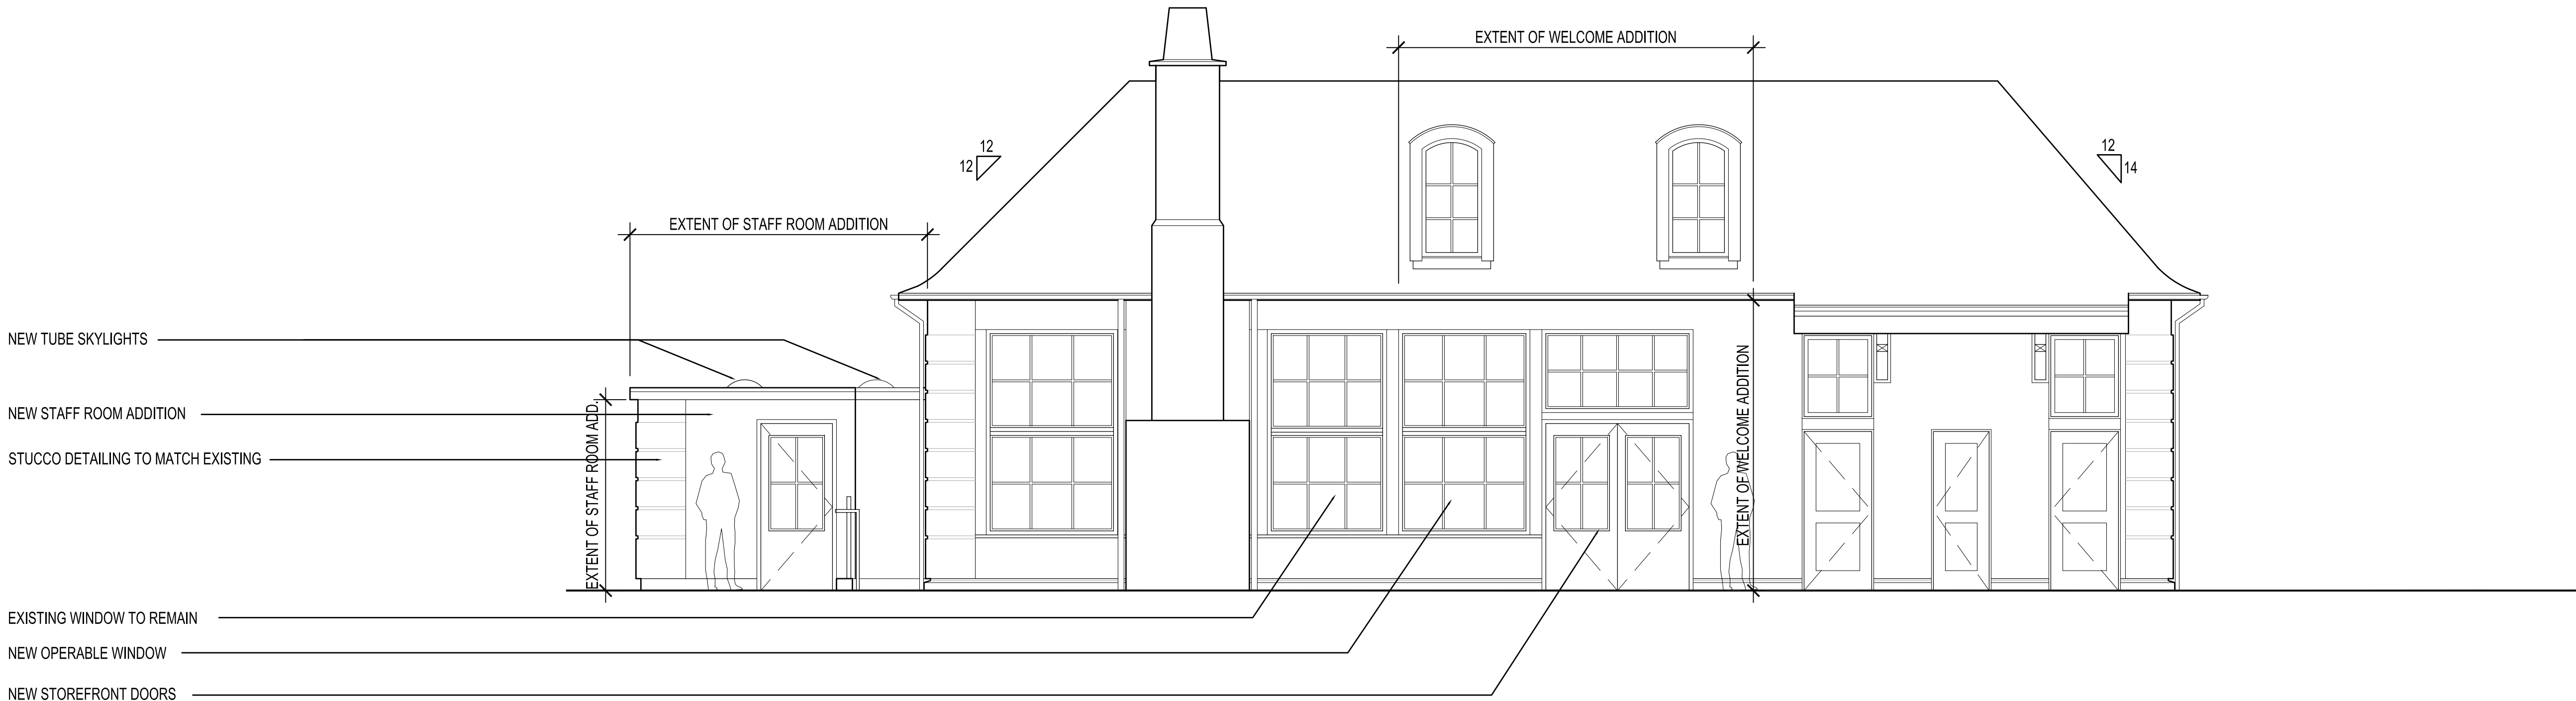 EXTENT OF WELCOME ADDITION
12
12
12
14
EXTENT OF STAFF ROOM ADDITION
NEW TUBE SKYLIGHTS
NEW STAFF ROOM ADDITION
STUCCO DETAILING TO MATCH EXISTING
EXTENT OF STAFF ROOM ADD.
EXTENT OF WELCOME ADDITION
EXISTING WINDOW TO REMAIN
NEW OPERABLE WINDOW
NEW STOREFRONT DOORS